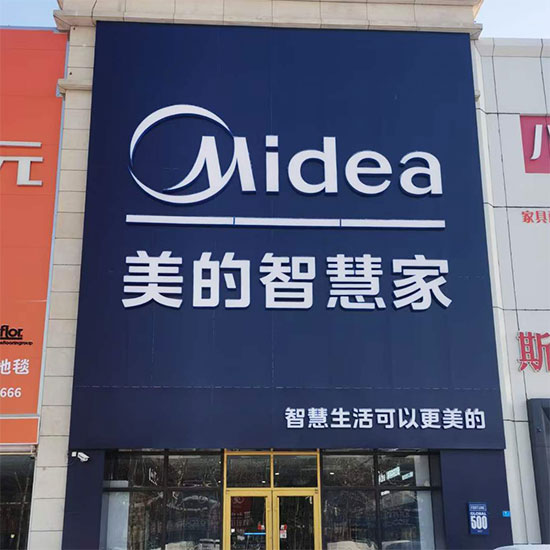 Midea
美的智慧家
智慧生活可以更美的
FORTUNE
GLOBAL
500
元
flor.
flooringgroup
地毯
666
家具
斯